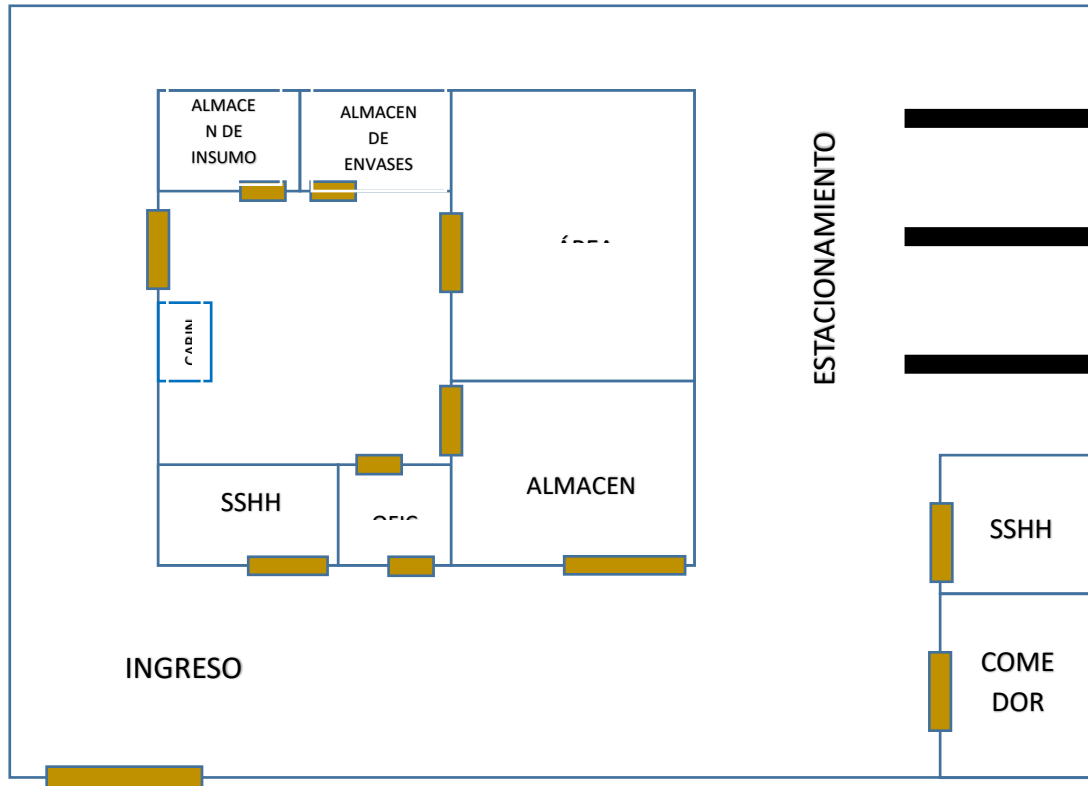 ALMACE
N DE
INSUMO
ALMACEN
DE
ENVASES
ESTACIONAMIENTO
SSHH
ALMACEN
SSHH
INGRESO
COME
DOR